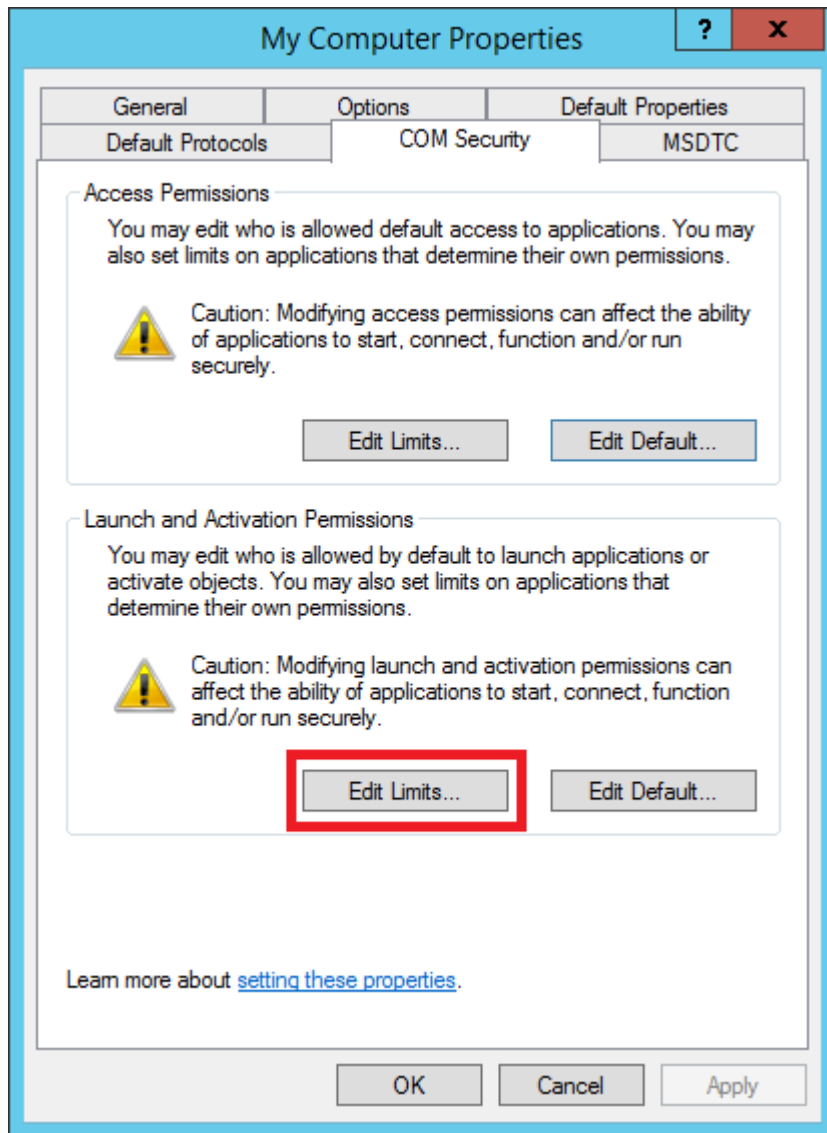 My Computer Properties
?
x
General
Options
Default Properties
Default Protocols
COM Security
MSDTC
Access Permissions
You may edit who is allowed default access to applications. You may
also set limits on applications that determine their own permissions.
Caution: Modifying access permissions can affect the ability
of applications to start, connect, function and/or run
securely.
Edit Limits...
Edit Default...
Launch and Activation Permissions
You may edit who is allowed by default to launch applications or
activate objects. You may also set limits on applications that
determine their own permissions.
Caution: Modifying launch and activation permissions can
affect the ability of applications to start, connect, function
and/or run securely.
Edit Limits...
Edit Default...
Learn more about setting these properties.
OK
Cancel
Apply